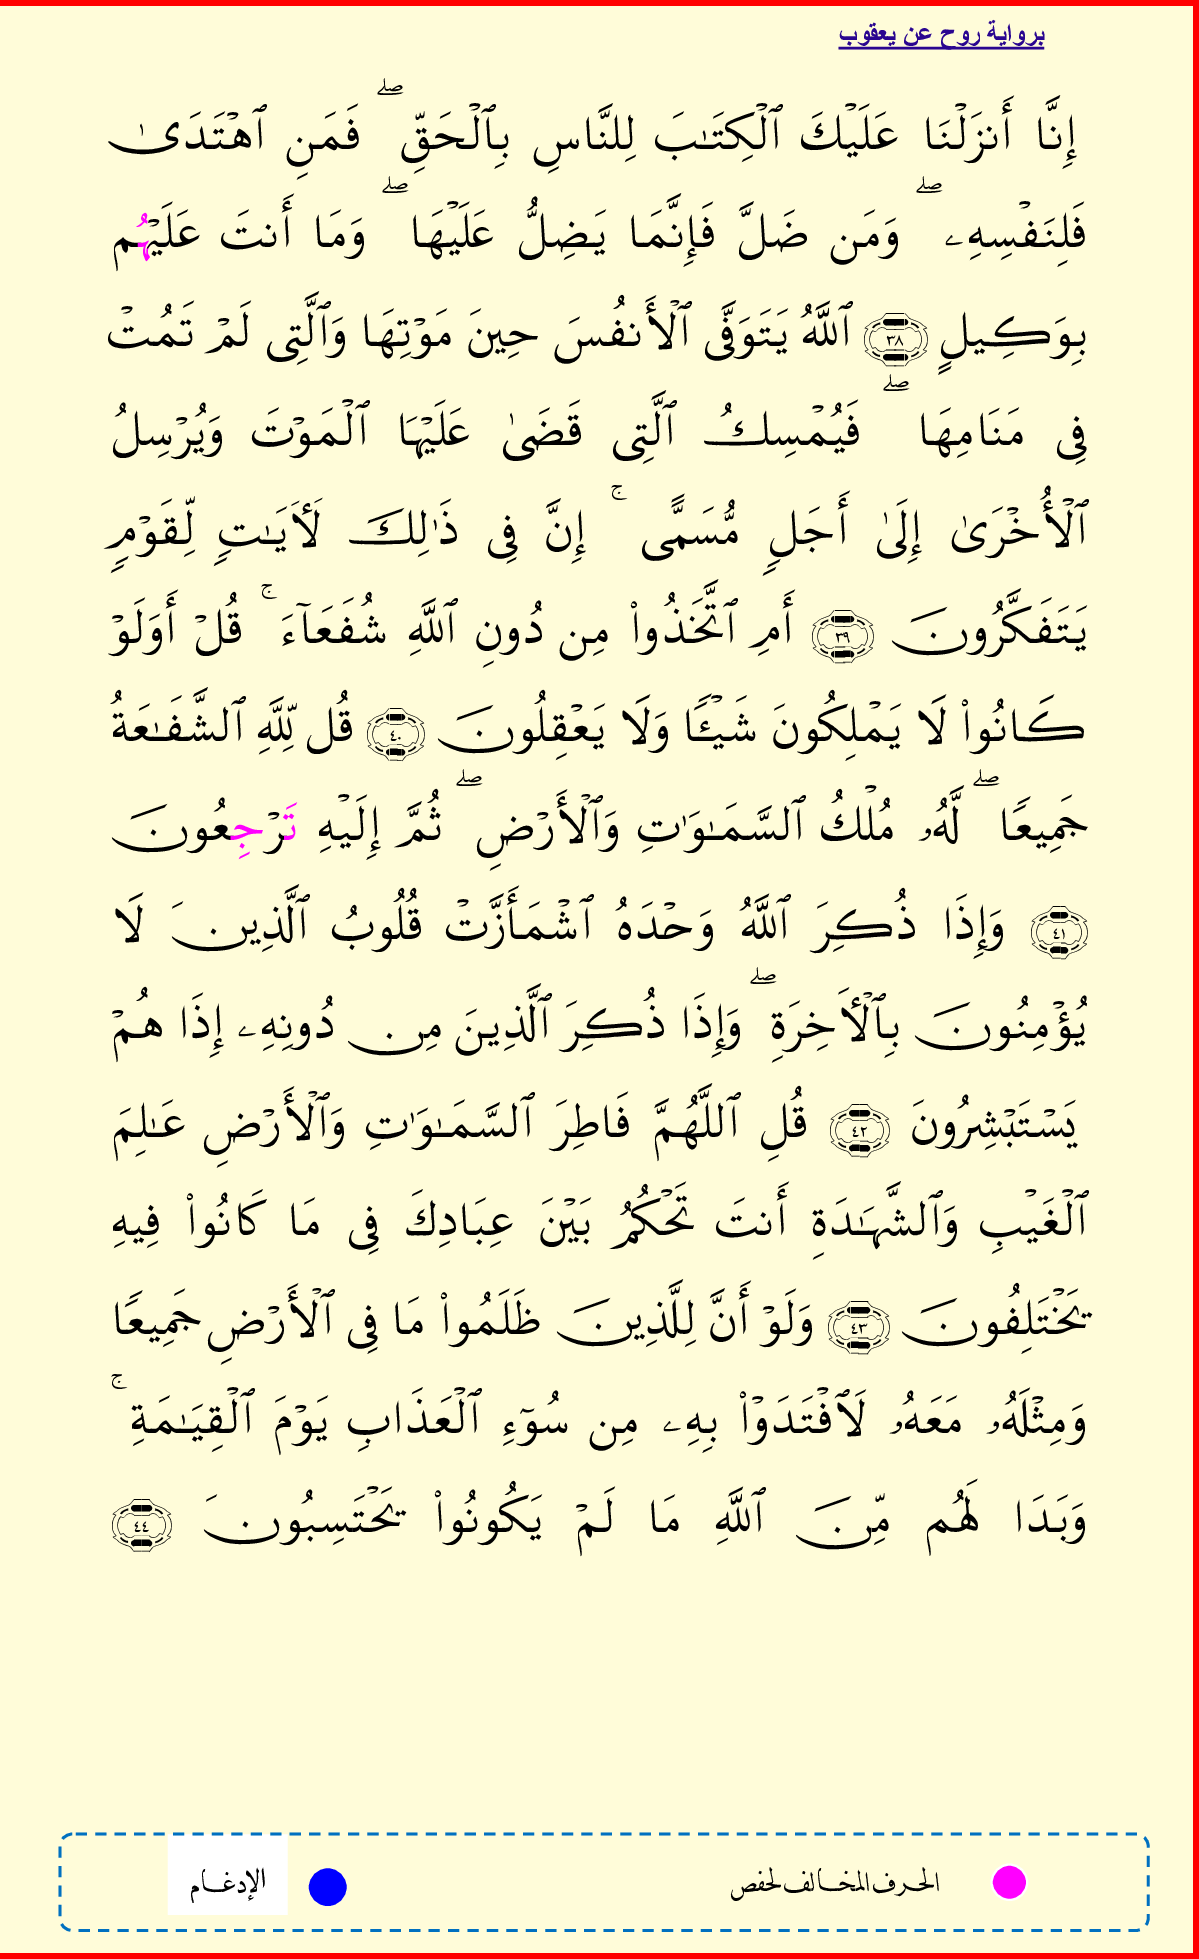 برواية روح عن يعقوب
إِنَّا أَنزَلْنَا عَلَيْكَ ٱلْكِتَـٰبَ لِلنَّاسِ بِٱلْحَقِّ ۖ فَمَنِ ٱهْتَدَىٰ
فَلِنَفْسِهِۦ ۖ وَمَن ضَلَّ فَإِنَّمَا يَضِلُّ عَلَيْهَا ۖ وَمَا أَنتَ عَلَيْهُم
بِوَكِيلٍ ٣٨ ٱللَّهُ يَتَوَفَّى ٱلْأَنفُسَ حِينَ مَوْتِهَا وَٱلَّتِى لَمْ تَمُتْ
فِى مَنَامِهَا ۖ فَيُمْسِكُ ٱلَّتِى قَضَىٰ عَلَيْهَا ٱلْمَوْتَ وَيُرْسِلُ
ٱلْأُخْرَىٰ إِلَىٰ أَجَلٍ مُّسَمًّى ۚ إِنَّ فِى ذَٰلِكَ لَأَيَـٰتٍ لِّقَوْمٍ
يَتَفَكَّرُونَ ٣٩ أَمِ ٱتَّخَذُوا۟ مِن دُونِ ٱللَّهِ شُفَعَآءَ ۚ قُلْ أَوَلَوْ
كَانُوا۟ لَا يَمْلِكُونَ شَيْـًٔا وَلَا يَعْقِلُونَ ٤٠ قُل لِّلَّهِ ٱلشَّفَـٰعَةُ
جَمِيعًا ۖ لَّهُۥ مُلْكُ ٱلسَّمَـٰوَٰتِ وَٱلْأَرْضِ ۖ ثُمَّ إِلَيْهِ تَرْجِعُونَ
٤١ وَإِذَا ذُكِرَ ٱللَّهُ وَحْدَهُ ٱشْمَأَزَّتْ قُلُوبُ ٱلَّذِينَ لَا
يُؤْمِنُونَ بِٱلْأَخِرَةِ ۖ وَإِذَا ذُكِرَ ٱلَّذِينَ مِن دُونِهِۦ إِذَا هُمْ
يَسْتَبْشِرُونَ ٤٢ قُلِ ٱللَّهُمَّ فَاطِرَ ٱلسَّمَـٰوَٰتِ وَٱلْأَرْضِ عَـٰلِمَ
ٱلْغَيْبِ وَٱلشَّهَـٰدَةِ أَنتَ تَحْكُمُ بَيْنَ عِبَادِكَ فِى مَا كَانُوا۟ فِيهِ
يَخْتَلِفُونَ ٤٣ وَلَوْ أَنَّ لِلَّذِينَ ظَلَمُوا۟ مَا فِى ٱلْأَرْضِ جَمِيعًا
وَمِثْلَهُۥ مَعَهُۥ لَٱفْتَدَوْا۟ بِهِۦ مِن سُوٓءِ ٱلْعَذَابِ يَوْمَ ٱلْقِيَـٰمَةِ ۚ
وَبَدَا لَهُم مِّنَ ٱللَّهِ مَا لَمْ يَكُونُوا۟ يَحْتَسِبُونَ ٤٤
الحرف المخالف لحفص
الإدغام